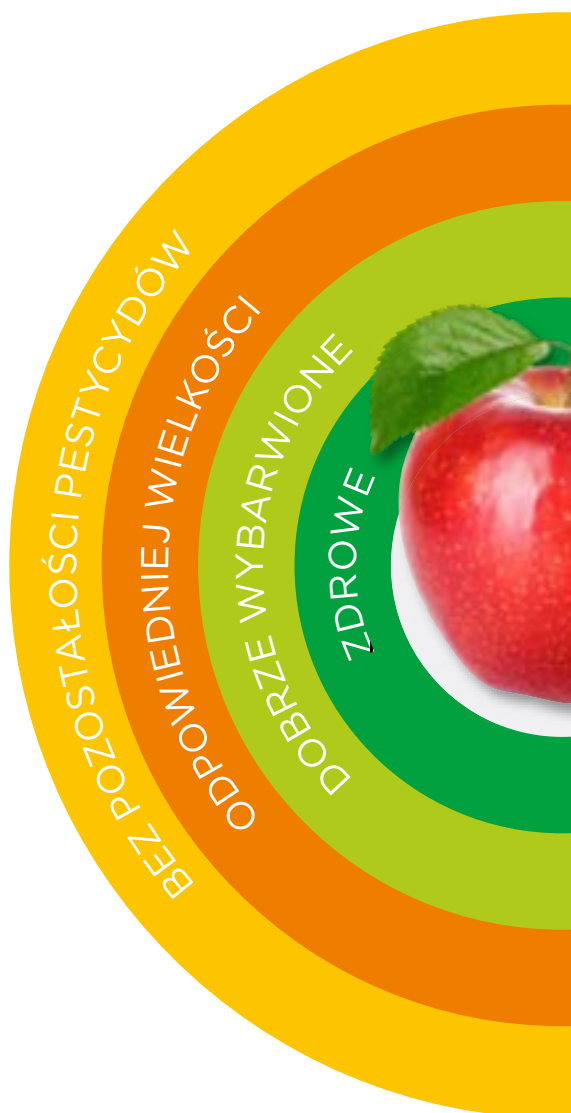 BEZ POZOSTAŁOŚCI PESTYCYDÓW
ODPOWIEDNIEJ WIELKOŚCI
DOBRZE WYBARWIONE
ZDROWE